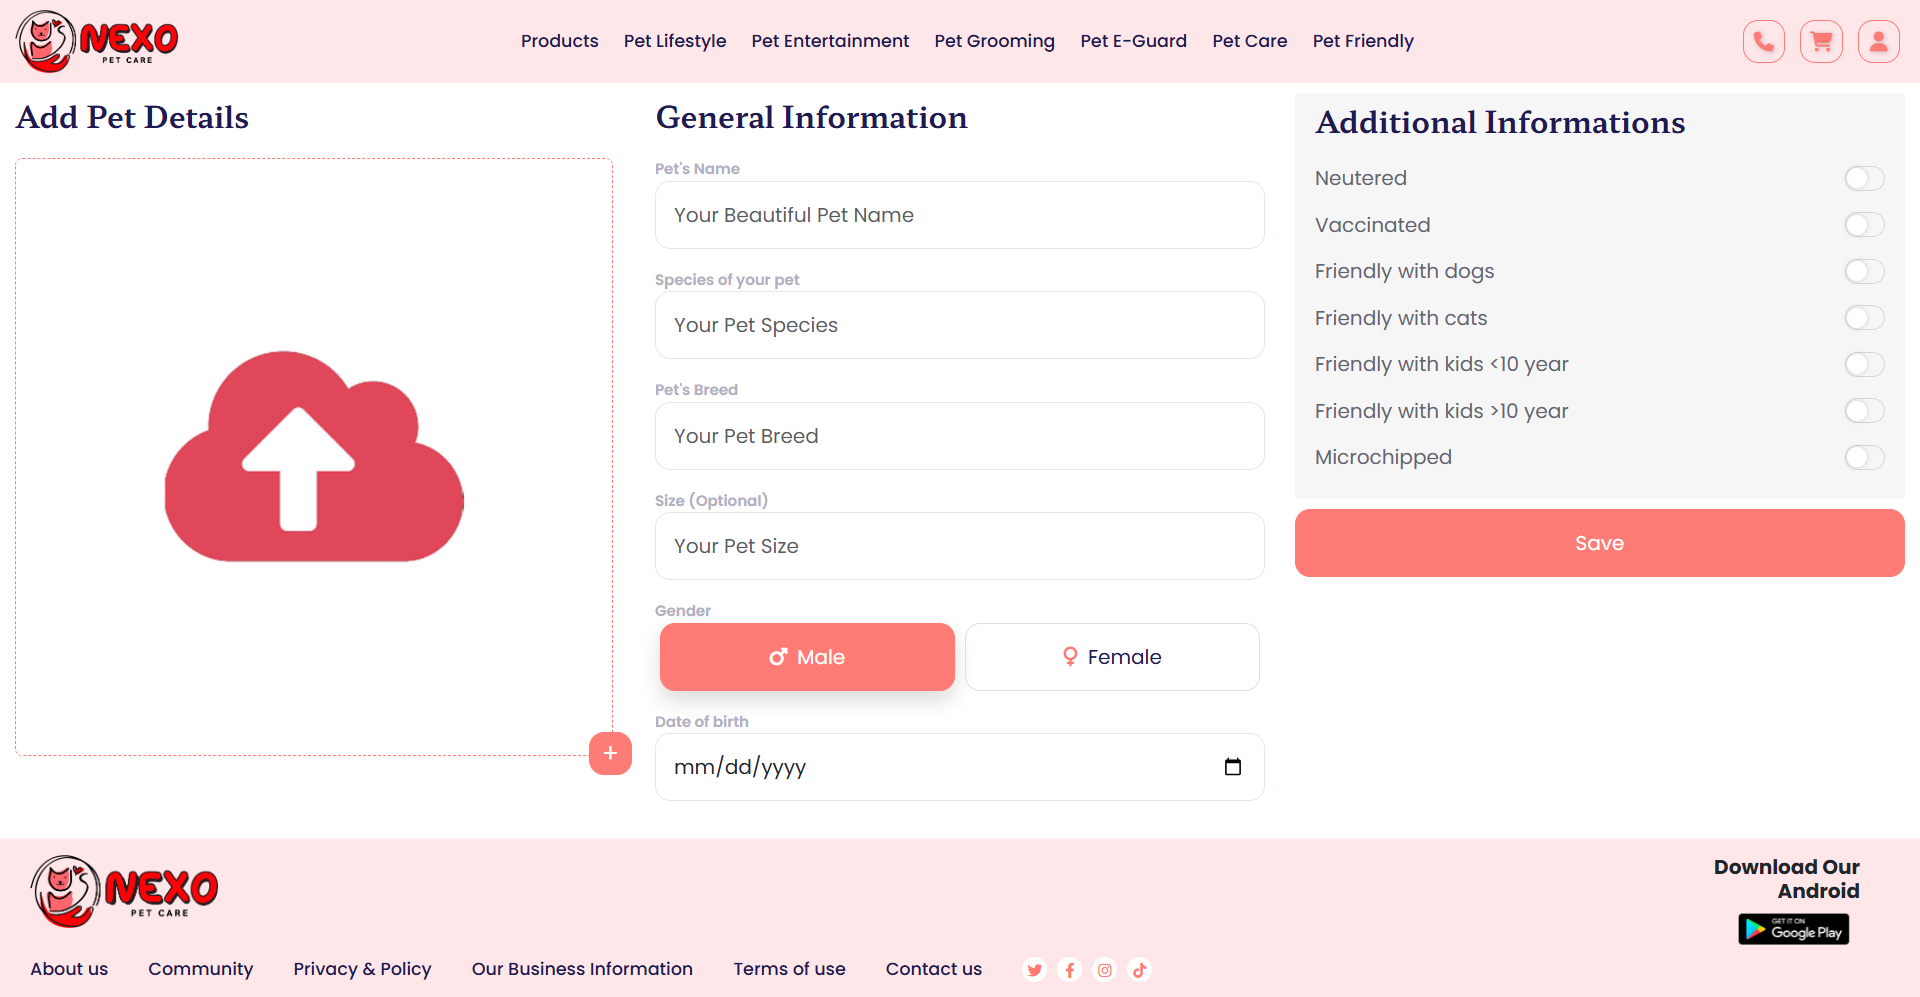 NEXO
PET CARE
Products Pet Lifestyle Pet Entertainment Pet Grooming Pet E-Guard Pet Care Pet Friendly
Add Pet Details
General Information
Pet's Name
Your Beautiful Pet Name
Species of your pet
Your Pet Species
Pet's Breed
Your Pet Breed
Size (Optional)
Your Pet Size
Gender
Male Female
Date of birth
mm/dd/yyyy
Additional Informations
Neutered
Vaccinated
Friendly with dogs
Friendly with cats
Friendly with kids <10 year
Friendly with kids >10 year
Microchipped
Save
NEXO
PET CARE
Download Our
Android
GET IT ON
Google Play
About us Community Privacy & Policy Our Business Information Terms of use Contact us